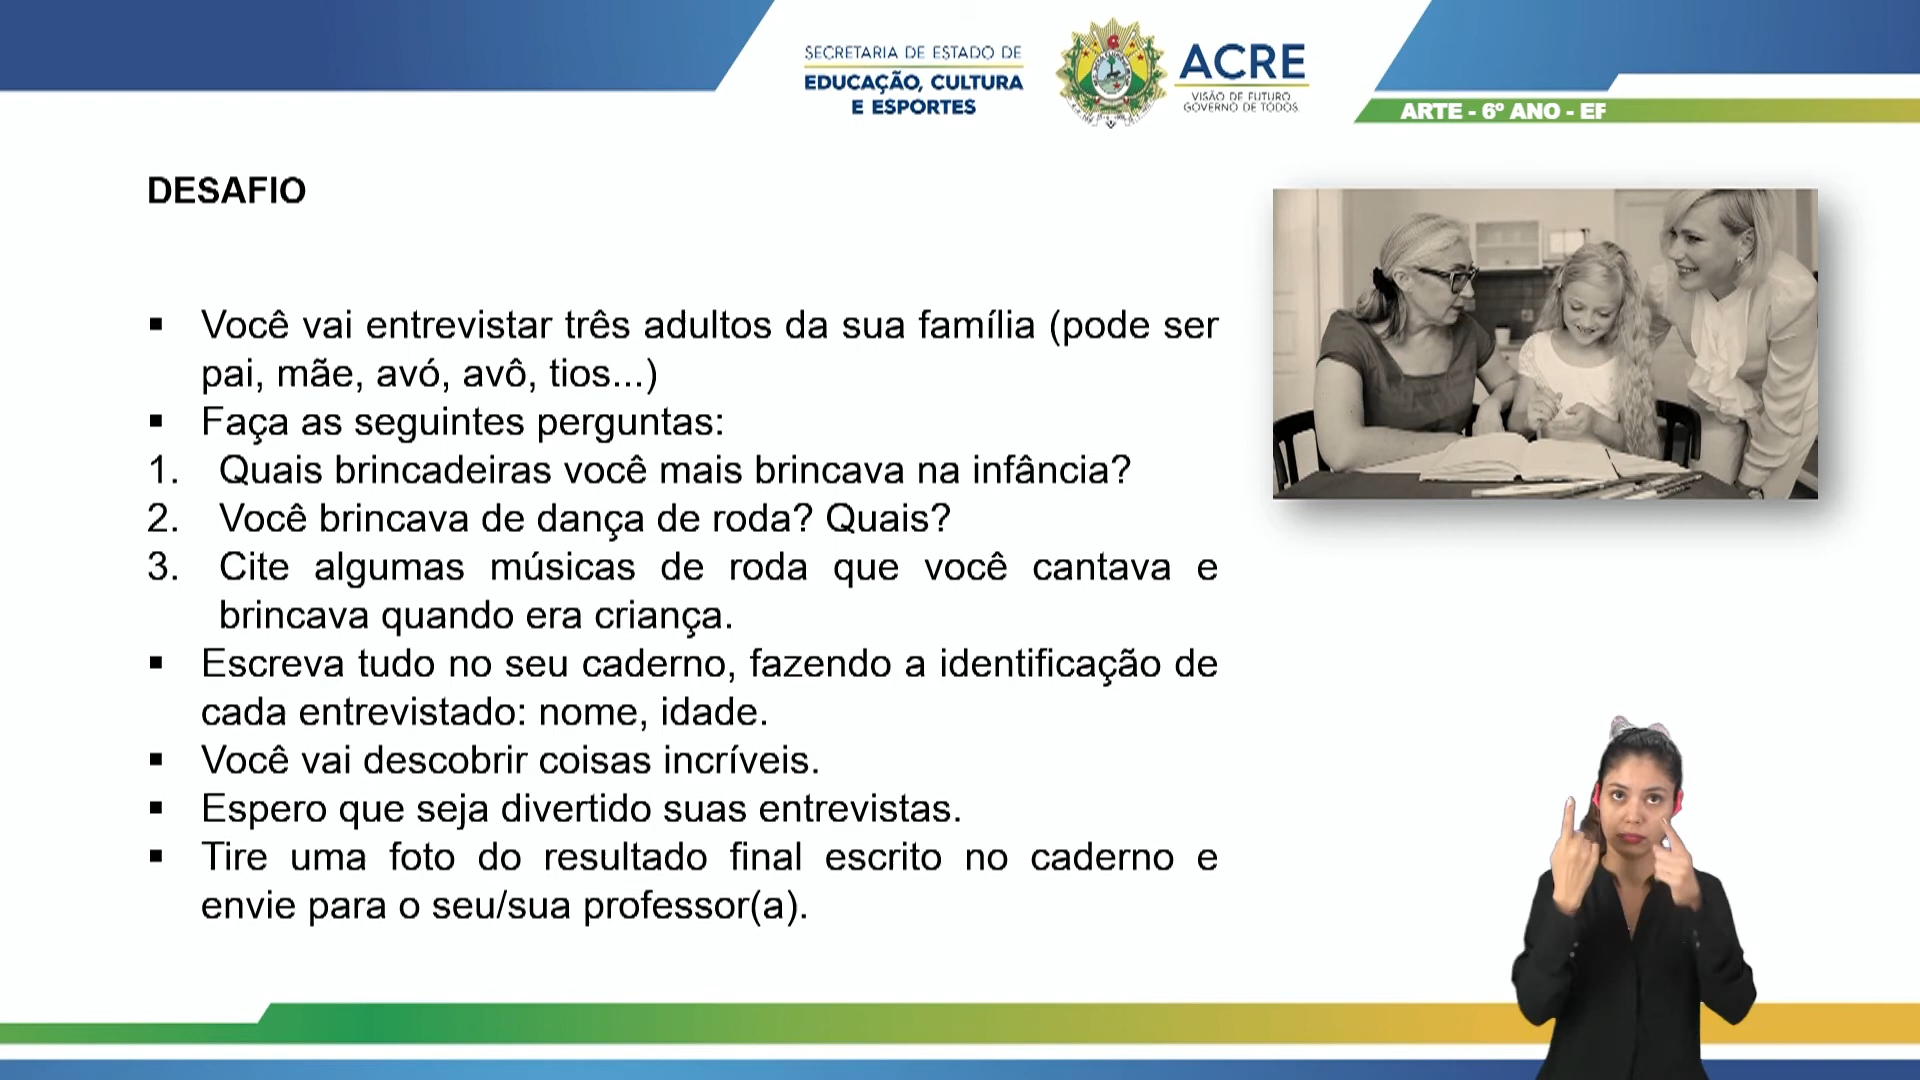 SECRETARIA DE ESTADO DE
EDUCAÇÃO, CULTURA
E ESPORTES
ACRE
VISÃO DE FUTURO
GOVERNO DE TODOS
ARTE - 6º ANO - EF
DESAFIO
▪ Você vai entrevistar três adultos da sua família (pode ser
pai, mãe, avó, avô, tios...)
▪ Faça as seguintes perguntas:
1. Quais brincadeiras você mais brincava na infância?
2. Você brincava de dança de roda? Quais?
3. Cite algumas músicas de roda que você cantava e
brincava quando era criança.
▪ Escreva tudo no seu caderno, fazendo a identificação de
cada entrevistado: nome, idade.
▪ Você vai descobrir coisas incríveis.
▪ Espero que seja divertido suas entrevistas.
▪ Tire uma foto do resultado final escrito no caderno e
envie para o seu/sua professor(a).